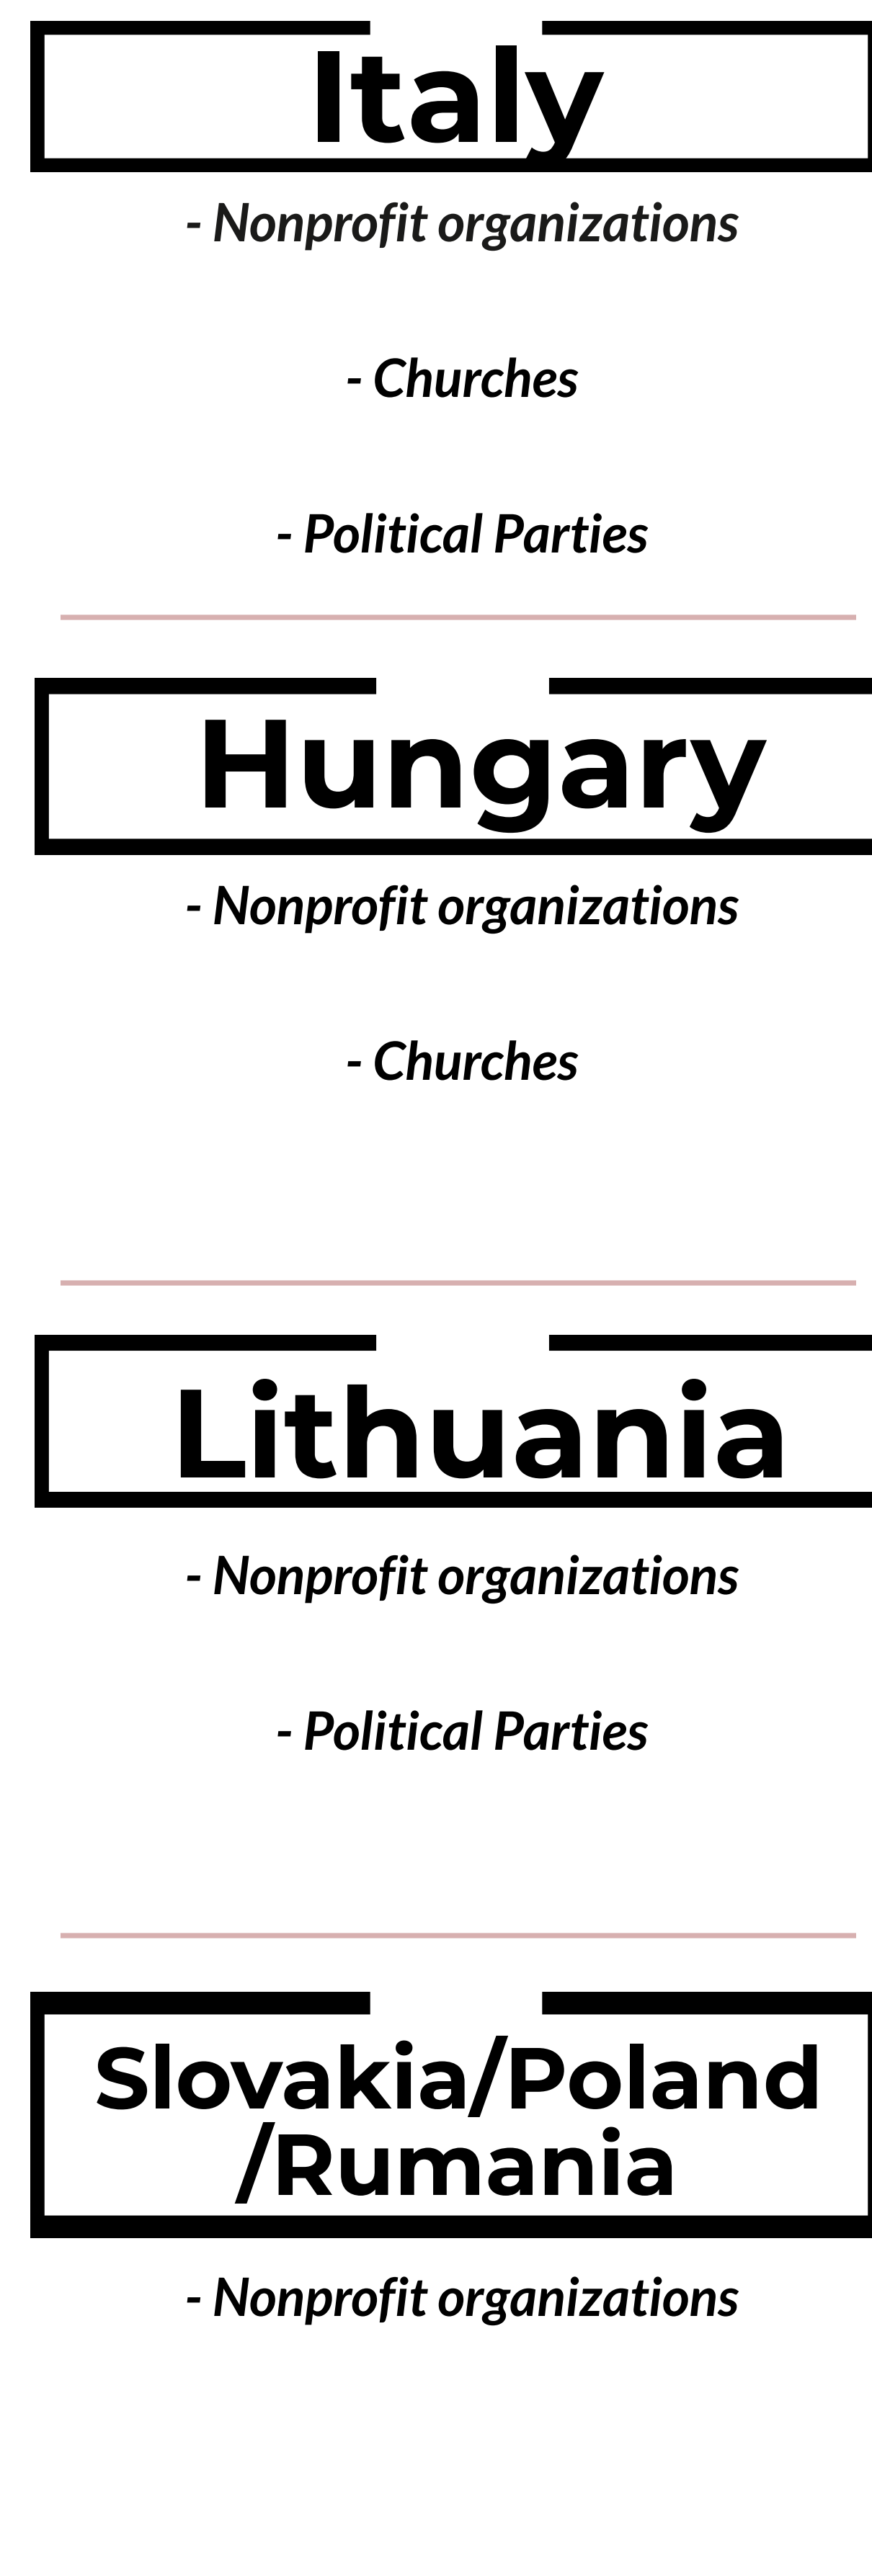 Italy
- Nonprofit organizations
- Churches
- Political Parties
Hungary
- Nonprofit organizations
- Churches
Lithuania
- Nonprofit organizations
- Political Parties
Slovakia/Poland
/Rumania
- Nonprofit organizations